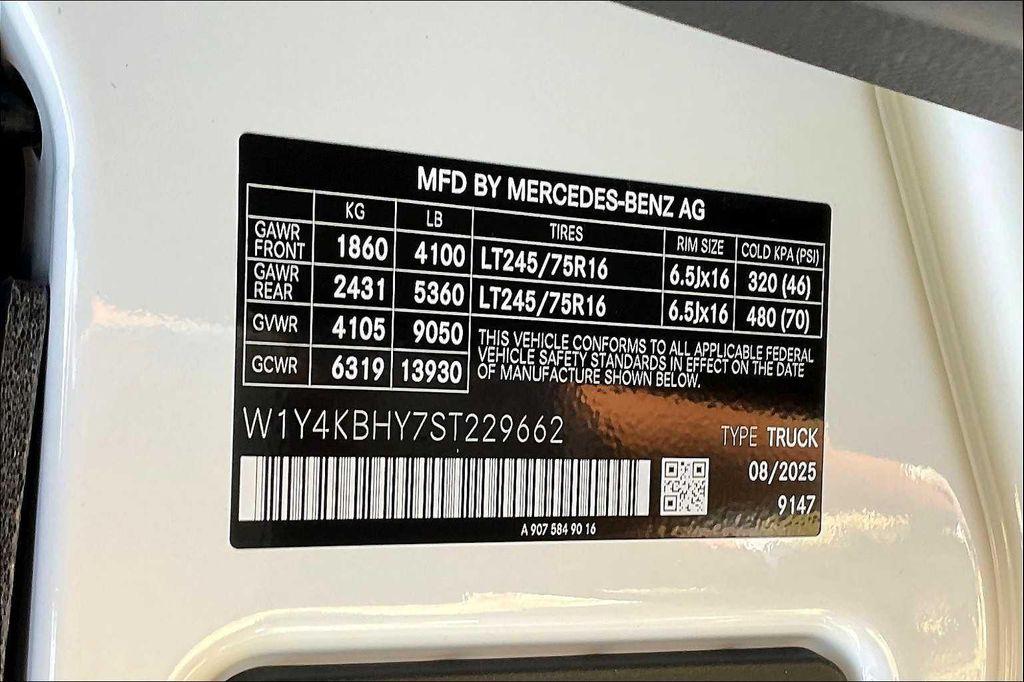 MFD BY MERCEDES-BENZ AG
KG LB TIRES RIM SIZE COLD KPA (PSI)
GAWR FRONT 1860 4100 LT245/75R16 6.5Jx16 320 (46)
GAWR REAR 2431 5360 LT245/75R16 6.5Jx16 480 (70)
GVWR 4105 9050
GCWR 6319 13930
THIS VEHICLE CONFORMS TO ALL APPLICABLE FEDERAL
VEHICLE SAFETY STANDARDS IN EFFECT ON THE DATE
OF MANUFACTURE SHOWN BELOW.
W1Y4KBHY7ST229662
TYPE TRUCK
08/2025
9147
A 907 584 90 16